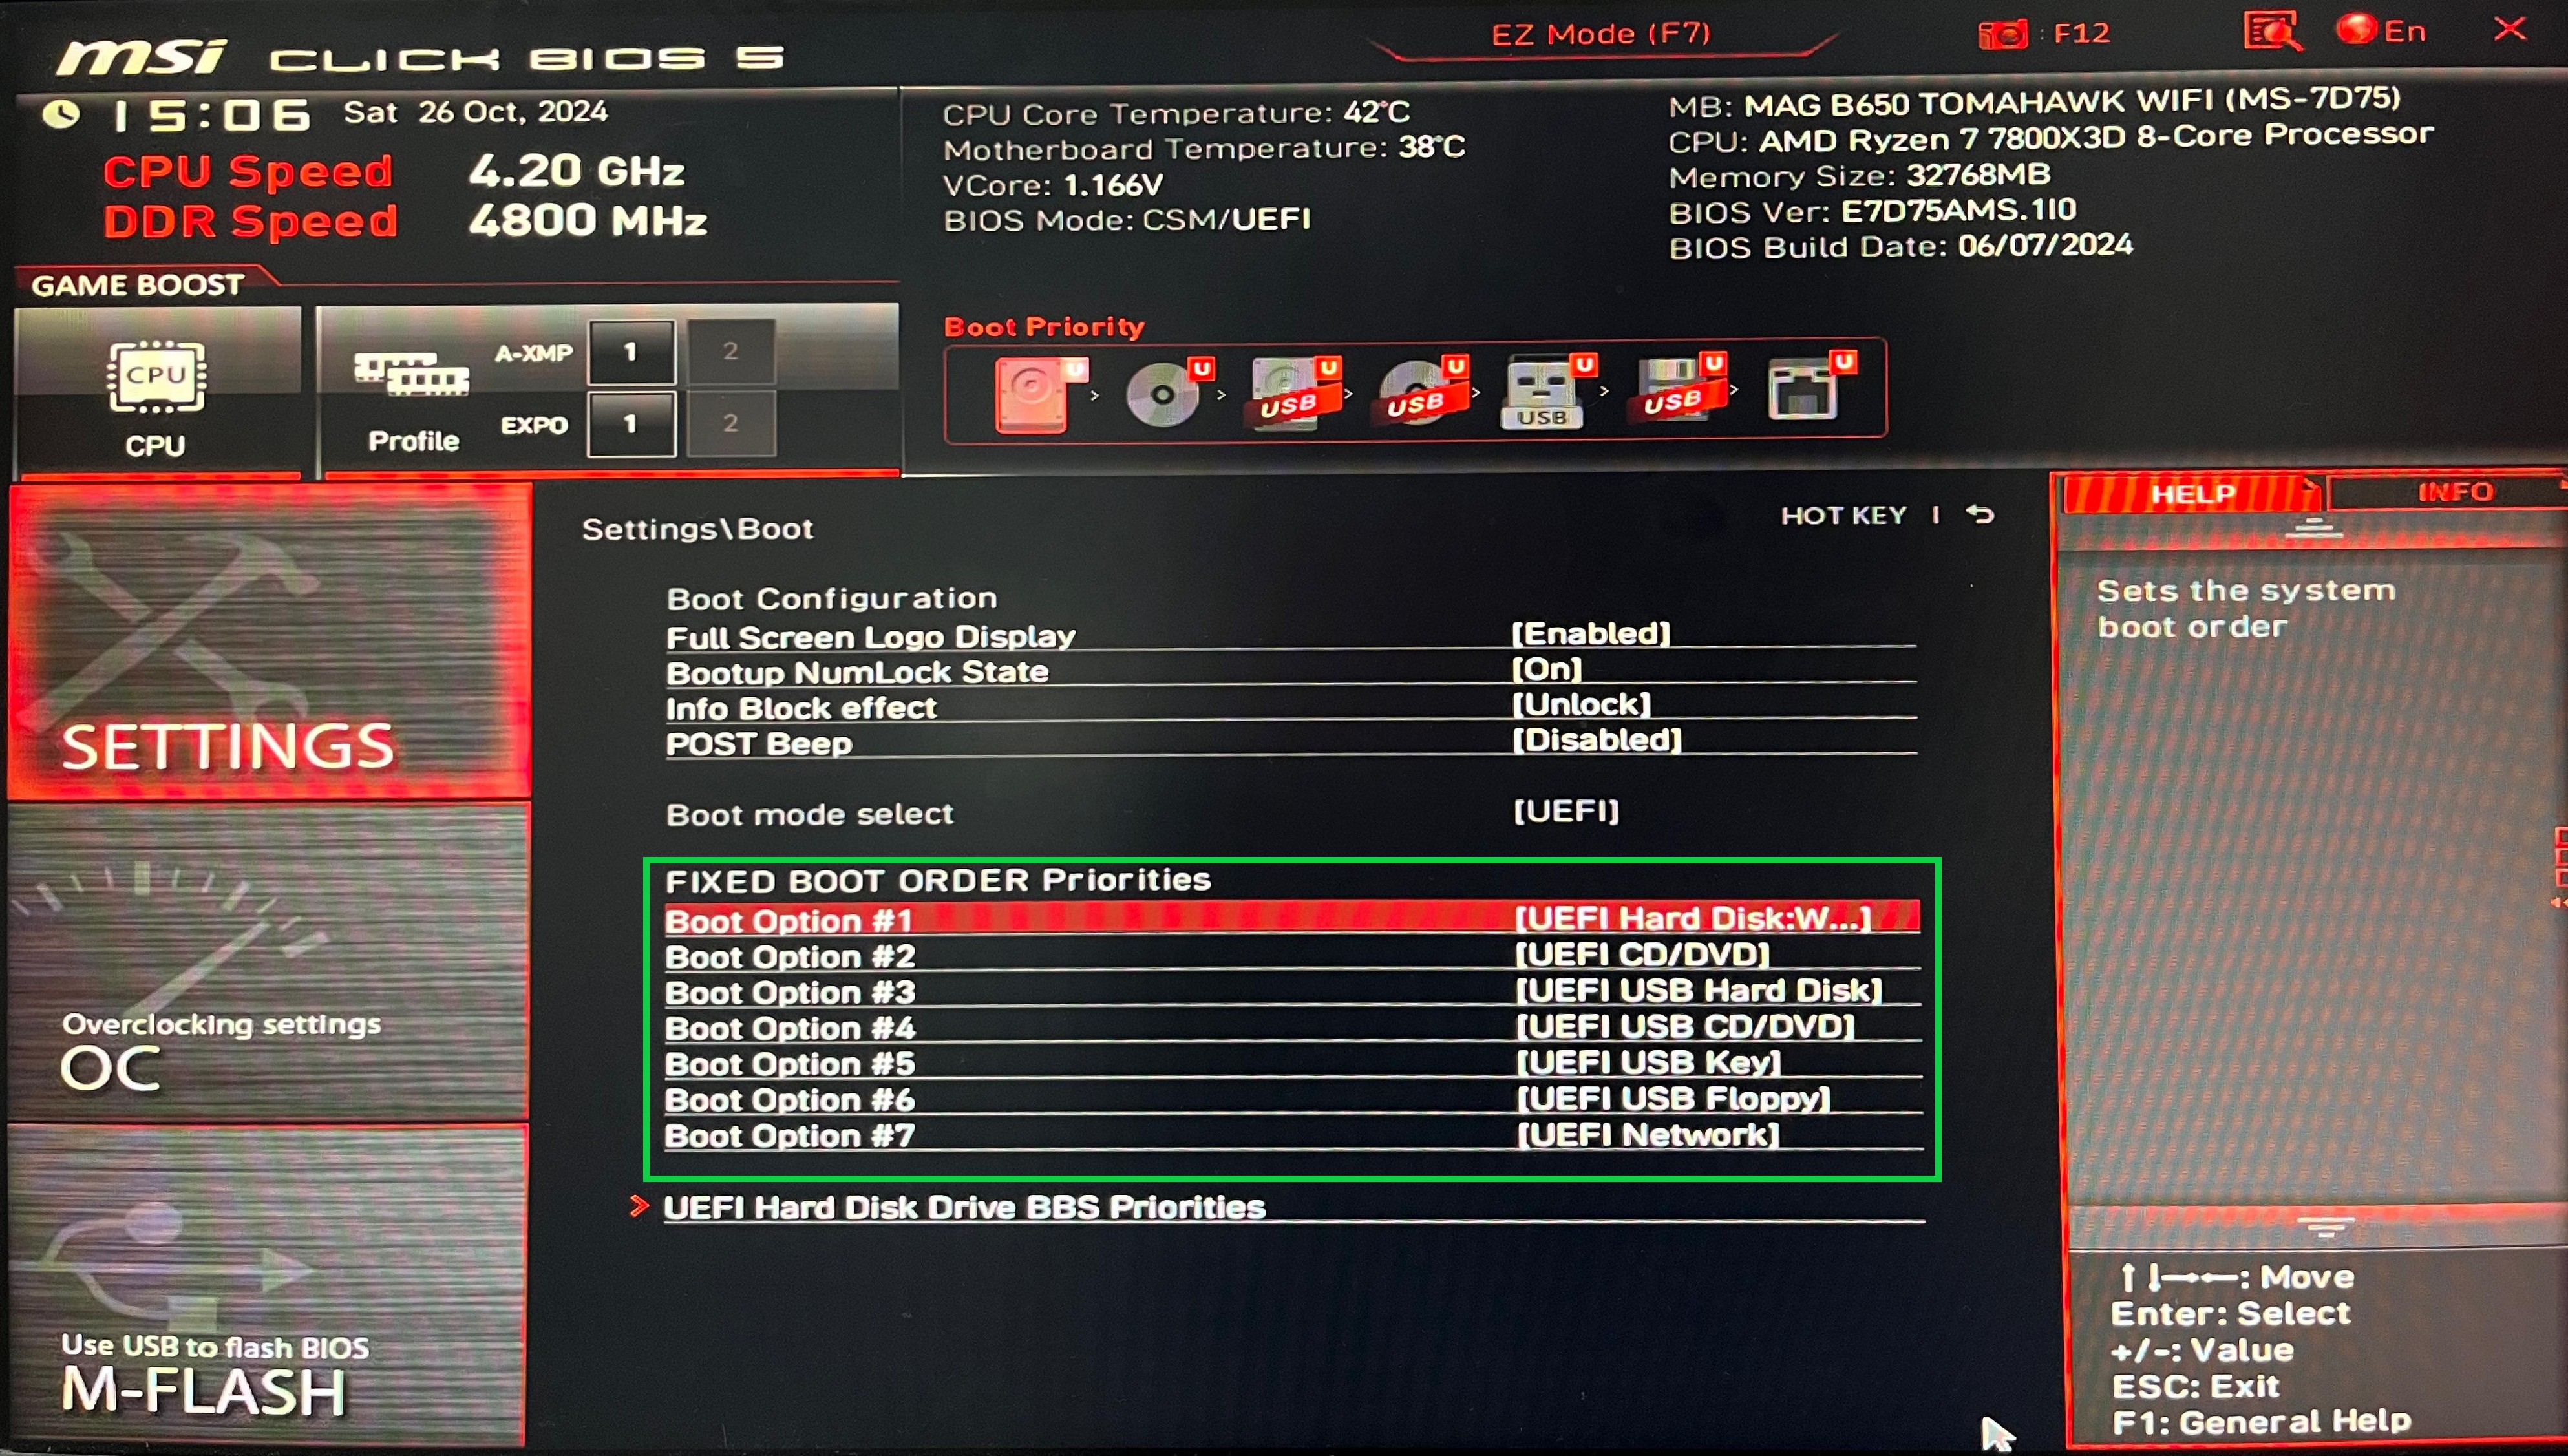 msi CLICK BIOS 5
EZ Mode (F7)
: F12
En
X
15:06 Sat 26 Oct, 2024
CPU Speed 4.20 GHz
DDR Speed 4800 MHz
CPU Core Temperature: 42°C
Motherboard Temperature: 38°C
VCore: 1.166V
BIOS Mode: CSM/UEFI
MB: MAG B650 TOMAHAWK WIFI (MS-7D75)
CPU: AMD Ryzen 7 7800X3D 8-Core Processor
Memory Size: 32768MB
BIOS Ver: E7D75AMS.1I0
BIOS Build Date: 06/07/2024
GAME BOOST
CPU
CPU
Profile
A-XMP 1 2
EXPO 1 2
Boot Priority
U U U U U U U
USB USB USB USB
SETTINGS
Overclocking settings
OC
Use USB to flash BIOS
M-FLASH
Settings\Boot
HOT KEY |
Boot Configuration
Full Screen Logo Display [Enabled]
Bootup NumLock State [On]
Info Block effect [Unlock]
POST Beep [Disabled]
Boot mode select [UEFI]
FIXED BOOT ORDER Priorities
Boot Option #1 [UEFI Hard Disk:W...]
Boot Option #2 [UEFI CD/DVD]
Boot Option #3 [UEFI USB Hard Disk]
Boot Option #4 [UEFI USB CD/DVD]
Boot Option #5 [UEFI USB Key]
Boot Option #6 [UEFI USB Floppy]
Boot Option #7 [UEFI Network]
> UEFI Hard Disk Drive BBS Priorities
HELP INFO
Sets the system
boot order
↑↓→←: Move
Enter: Select
+/-: Value
ESC: Exit
F1: General Help